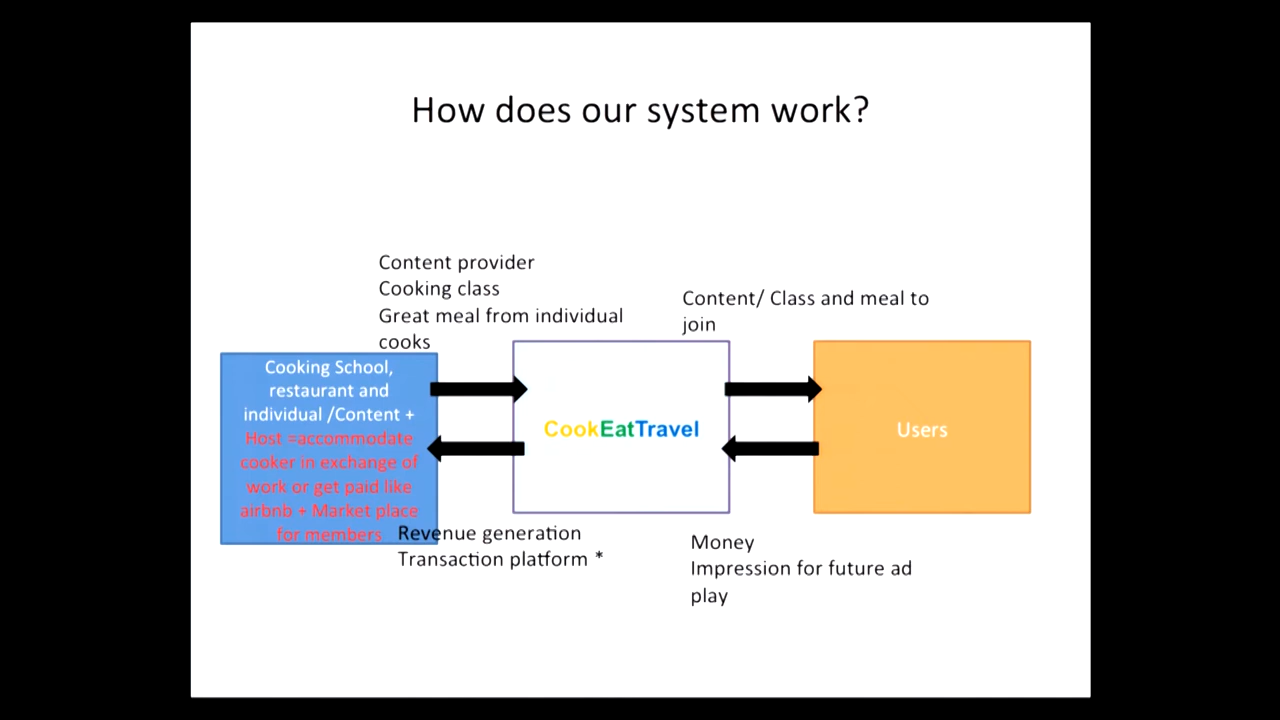 How does our system work?
Content provider
Cooking class
Great meal from individual
cooks
Content/ Class and meal to
join
Cooking School,
restaurant and
individual /Content +
Host =accommodate
cooker in exchange of
work or get paid like
airbnb + Market place
for members
CookEatTravel
Users
Revenue generation
Transaction platform *
Money
Impression for future ad
play